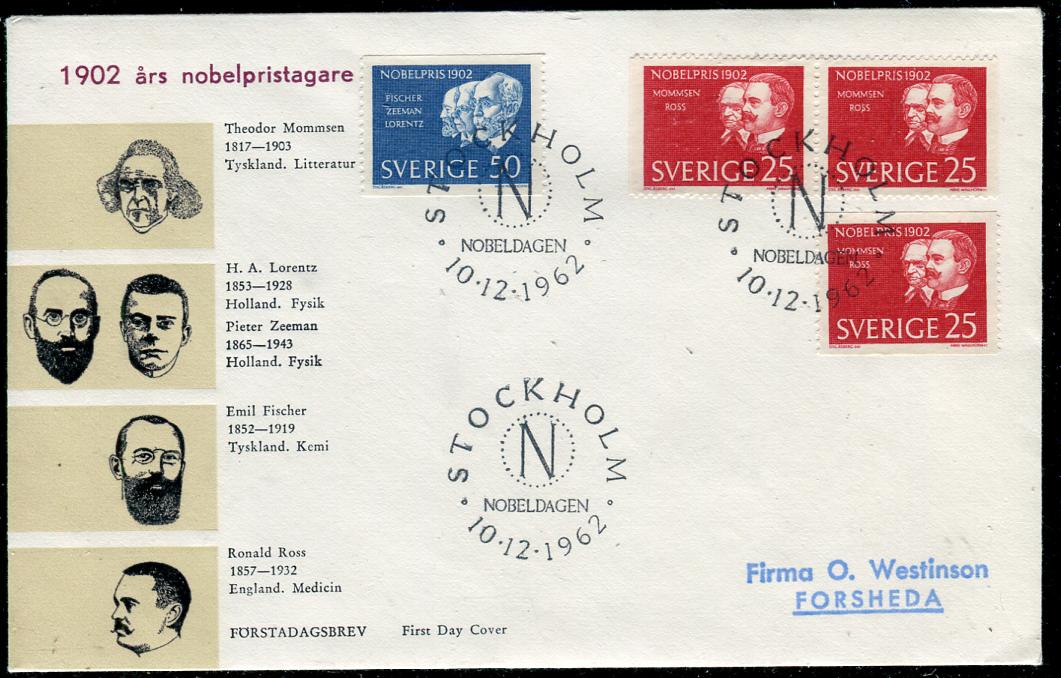 1902 års nobelpristagare
Theodor Mommsen
1817—1903
Tyskland. Litteratur
H. A. Lorentz
1853—1928
Holland. Fysik
Pieter Zeeman
1865—1943
Holland. Fysik
Emil Fischer
1852—1919
Tyskland. Kemi
Ronald Ross
1857—1932
England. Medicin
FÖRSTADAGSBREV First Day Cover
NOBELPRIS 1902
FISCHER
ZEEMAN
LORENTZ
SVERIGE 50
STOCKHOLM
N
NOBELDAGEN
10·12·1962
NOBELPRIS 1902
MOMMSEN
ROSS
SVERIGE 25
NOBELPRIS 1902
MOMMSEN
ROSS
SVERIGE 25
STOCKHOLM
N
NOBELDAGEN
10·12·1962
NOBELPRIS 1902
MOMMSEN
ROSS
SVERIGE 25
STOCKHOLM
N
NOBELDAGEN
10·12·1962
Firma O. Westinson
FORSHEDA